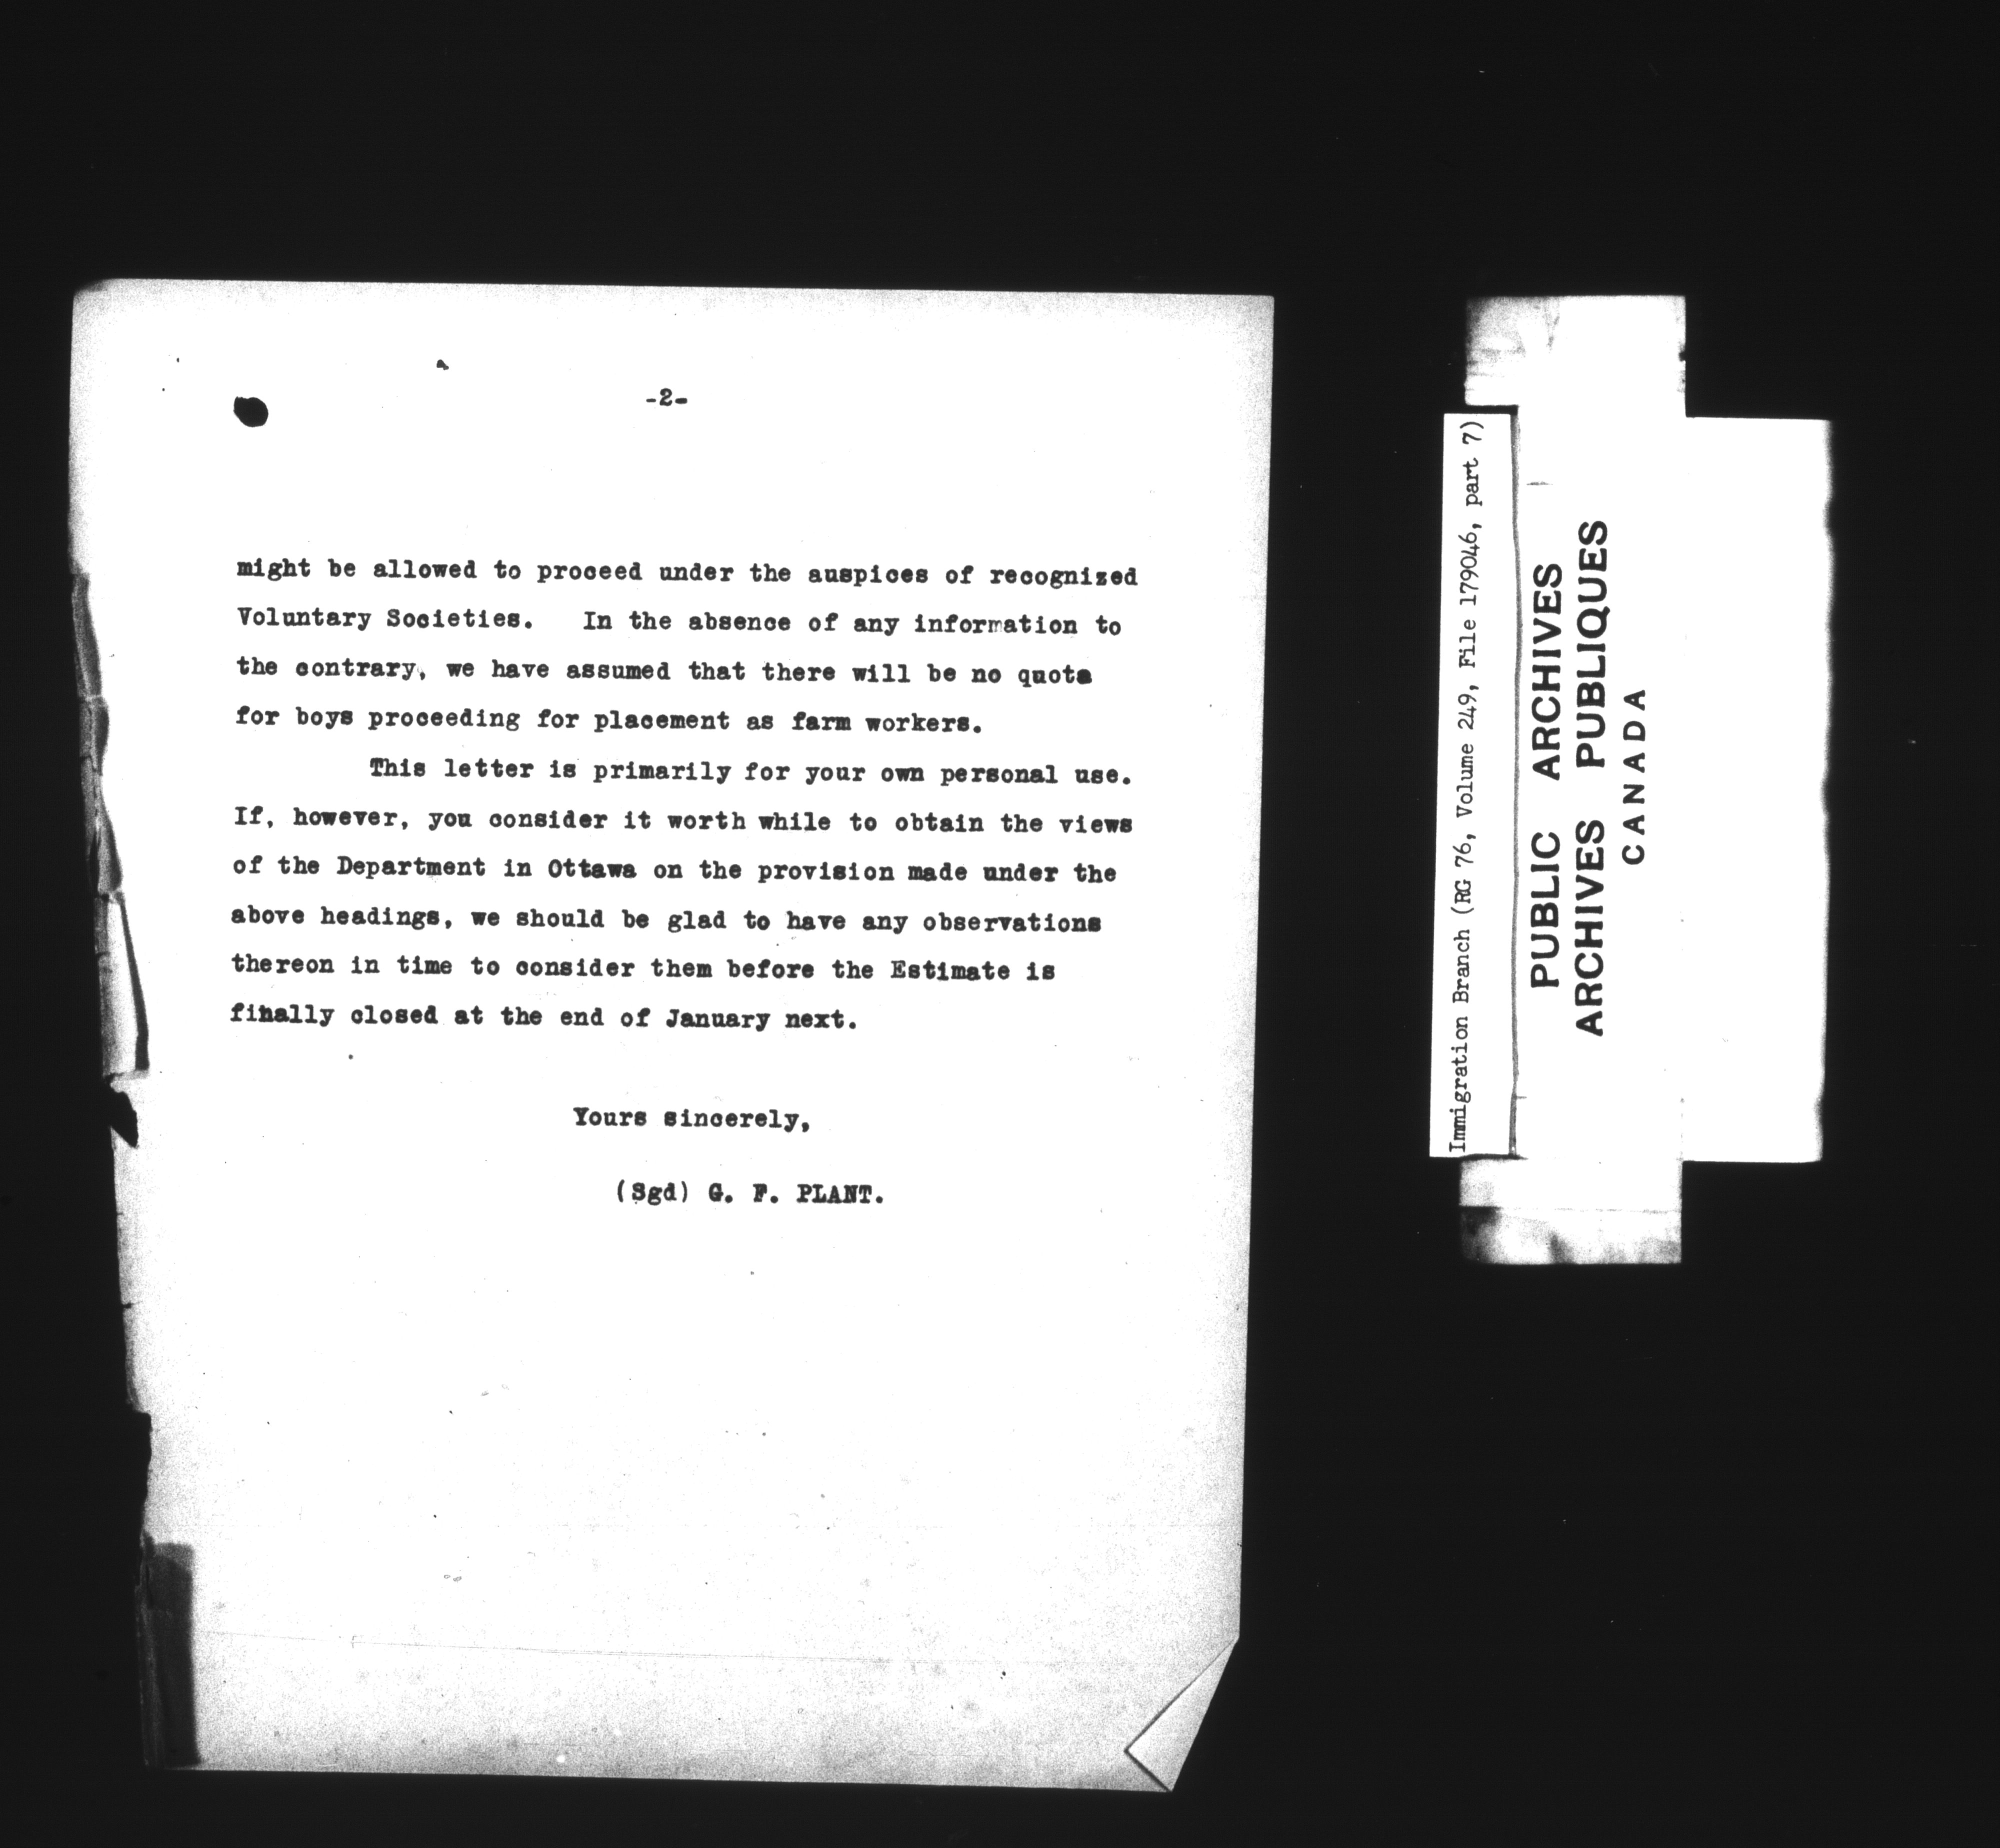 -2-
might be allowed to proceed under the auspices of recognized
Voluntary Societies. In the absence of any information to
the contrary, we have assumed that there will be no quota
for boys proceeding for placement as farm workers.
This letter is primarily for your own personal use.
If, however, you consider it worth while to obtain the views
of the Department in Ottawa on the provision made under the
above headings, we should be glad to have any observations
thereon in time to consider them before the Estimate is
finally closed at the end of January next.
Yours sincerely,
(Sgd) G. F. PLANT.
Immigration Branch (RG 76, Volume 249, File 179046, part 7)
PUBLIC ARCHIVES
ARCHIVES PUBLIQUES
CANADA